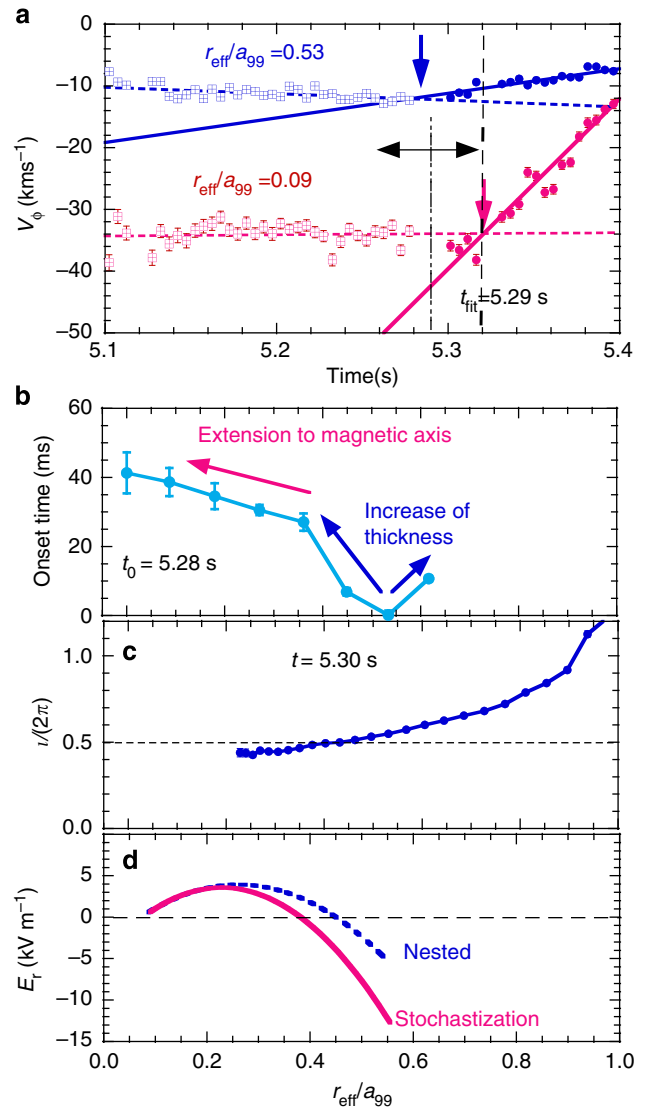 a
0
−10
−20
−30
−40
−50
V_ϕ (kms⁻¹)
r_eff/a_99 =0.53
r_eff/a_99 =0.09
t_fit=5.29 s
5.1
5.2
5.3
5.4
Time(s)
b
60
40
20
0
Onset time (ms)
Extension to magnetic axis
Increase of
thickness
t_0 = 5.28 s
c
t = 5.30 s
1.0
0.5
0.0
ι/(2π)
d
5
0
−5
−10
−15
E_r (kV m⁻¹)
Nested
Stochastization
0.0
0.2
0.4
0.6
0.8
1.0
r_eff/a_99